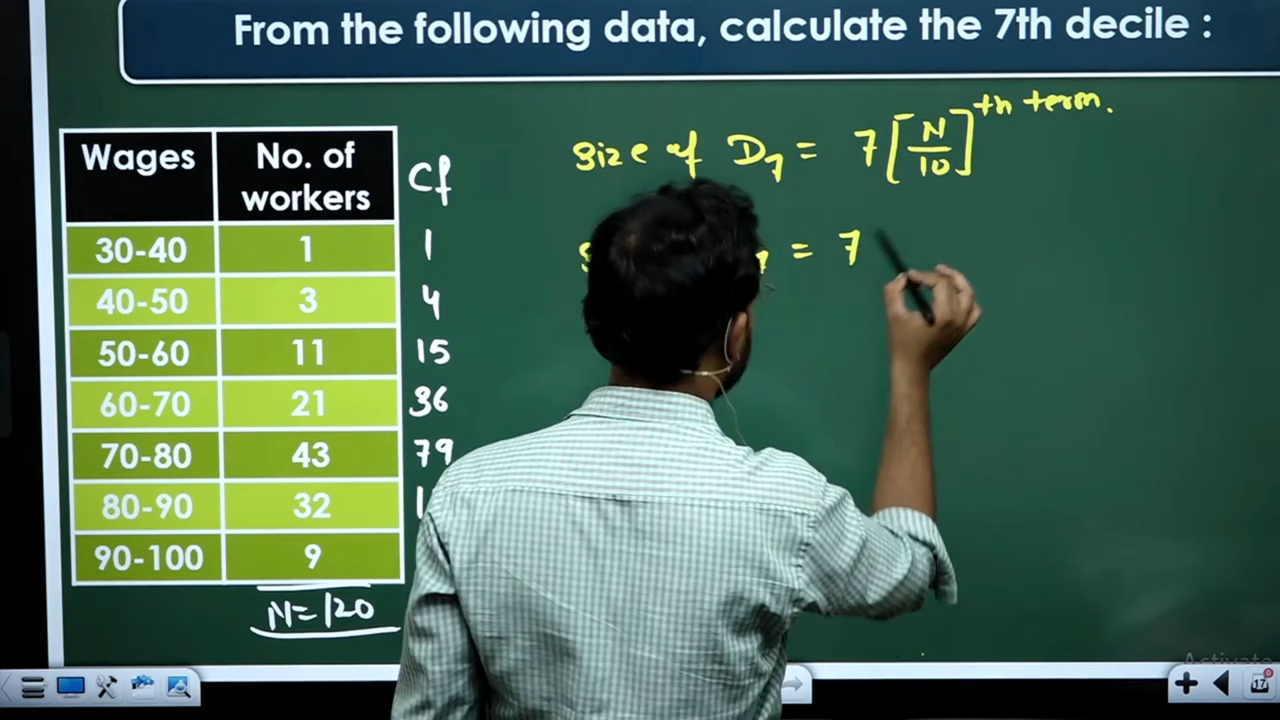 From the following data, calculate the 7th decile :
Wages No. of workers Cf
30-40 1 1
40-50 3 4
50-60 11 15
60-70 21 36
70-80 43 79
80-90 32
90-100 9
N=120
size of D7 = 7[N/10]th term.
= 7
17